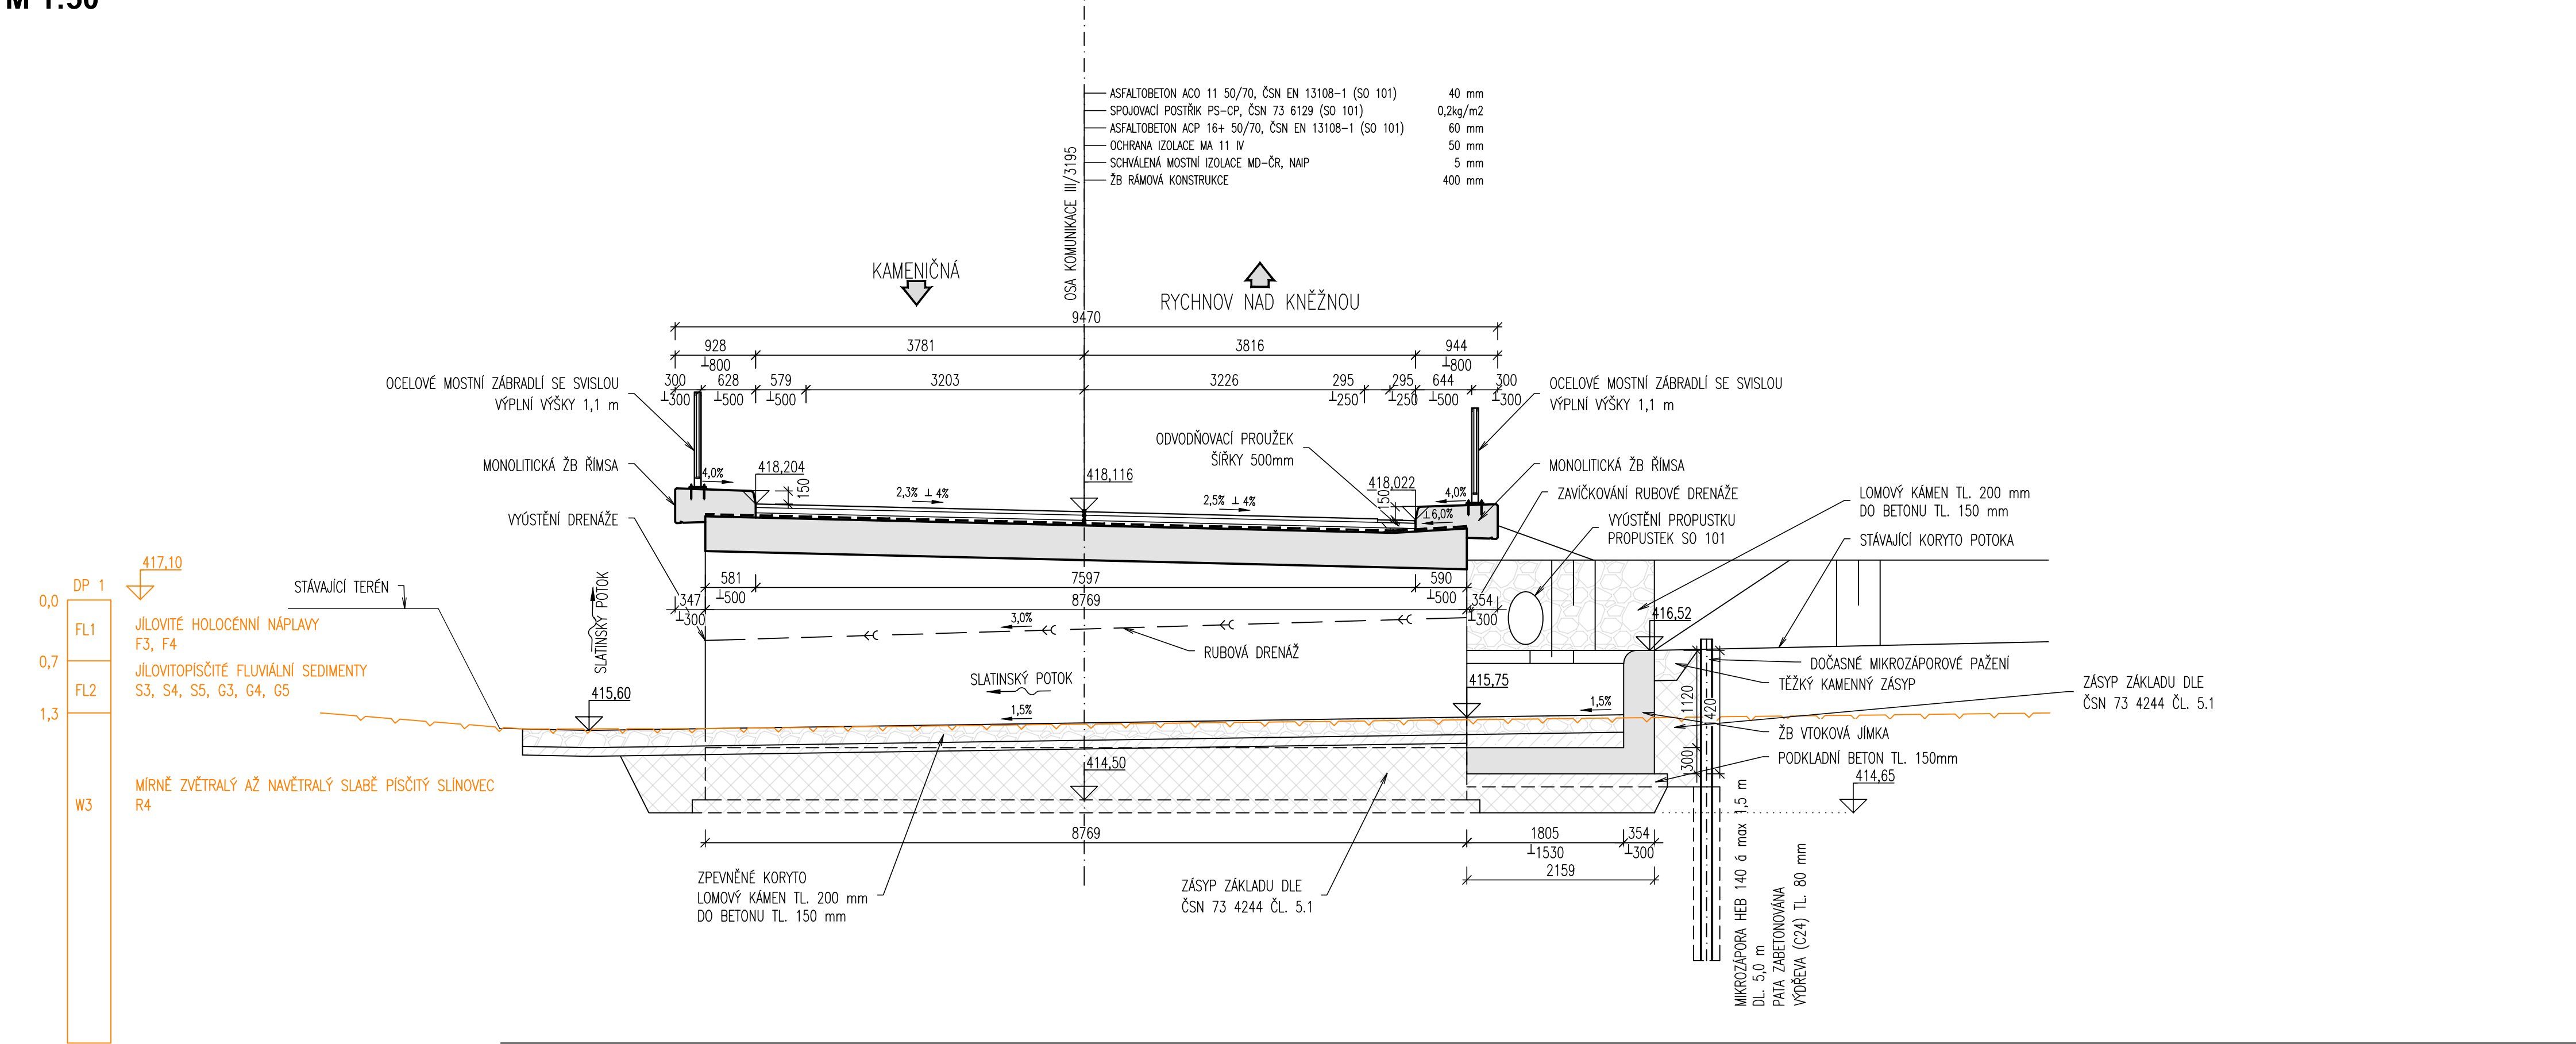 M 1:50
ASFALTOBETON ACO 11 50/70, ČSN EN 13108-1 (SO 101) 40 mm
SPOJOVACÍ POSTŘIK PS-CP, ČSN 73 6129 (SO 101) 0,2kg/m2
ASFALTOBETON ACP 16+ 50/70, ČSN EN 13108-1 (SO 101) 60 mm
OCHRANA IZOLACE MA 11 IV 50 mm
SCHVÁLENÁ MOSTNÍ IZOLACE MD-ČR, NAIP 5 mm
ŽB RÁMOVÁ KONSTRUKCE 400 mm
OSA KOMUNIKACE III/3195
KAMENIČNÁ
RYCHNOV NAD KNĚŽNOU
9470
928 3781 3816 944
⊥800 ⊥800
300 628 579 3203 3226 295 295 644 300
⊥300 ⊥500 ⊥500 ⊥250 ⊥250 ⊥500 ⊥300
OCELOVÉ MOSTNÍ ZÁBRADLÍ SE SVISLOU
VÝPLNÍ VÝŠKY 1,1 m
OCELOVÉ MOSTNÍ ZÁBRADLÍ SE SVISLOU
VÝPLNÍ VÝŠKY 1,1 m
ODVODŇOVACÍ PROUŽEK
ŠÍŘKY 500mm
MONOLITICKÁ ŽB ŘÍMSA
4,0%
418,204
150
2,3% ⊥ 4%
418,116
2,5% ⊥ 4%
418,022
150
4,0%
⊥6,0%
MONOLITICKÁ ŽB ŘÍMSA
ZAVÍČKOVÁNÍ RUBOVÉ DRENÁŽE
VYÚSTĚNÍ PROPUSTKU
PROPUSTEK SO 101
LOMOVÝ KÁMEN TL. 200 mm
DO BETONU TL. 150 mm
STÁVAJÍCÍ KORYTO POTOKA
VYÚSTĚNÍ DRENÁŽE
417,10
DP 1
0,0
FL1
JÍLOVITÉ HOLOCÉNNÍ NÁPLAVY
F3, F4
0,7
FL2
JÍLOVITOPÍSČITÉ FLUVIÁLNÍ SEDIMENTY
S3, S4, S5, G3, G4, G5
1,3
W3
MÍRNĚ ZVĚTRALÝ AŽ NAVĚTRALÝ SLABĚ PÍSČITÝ SLÍNOVEC
R4
STÁVAJÍCÍ TERÉN
SLATINSKÝ POTOK
415,60
581 7597 590
⊥500 ⊥500
347 8769 354
⊥300 ⊥300
3,0%
RUBOVÁ DRENÁŽ
SLATINSKÝ POTOK
1,5%
415,75
1,5%
416,52
DOČASNÉ MIKROZÁPOROVÉ PAŽENÍ
TĚŽKÝ KAMENNÝ ZÁSYP
ZÁSYP ZÁKLADU DLE
ČSN 73 4244 ČL. 5.1
1120
1420
300
ŽB VTOKOVÁ JÍMKA
PODKLADNÍ BETON TL. 150mm
414,50
414,65
8769 1805 354
⊥1530 ⊥300
2159
ZPEVNĚNÉ KORYTO
LOMOVÝ KÁMEN TL. 200 mm
DO BETONU TL. 150 mm
ZÁSYP ZÁKLADU DLE
ČSN 73 4244 ČL. 5.1
MIKROZÁPORA HEB 140 á max 1,5 m
DL. 5,0 m
PATA ZABETONOVÁNA
VÝDŘEVA (C24) TL. 80 mm